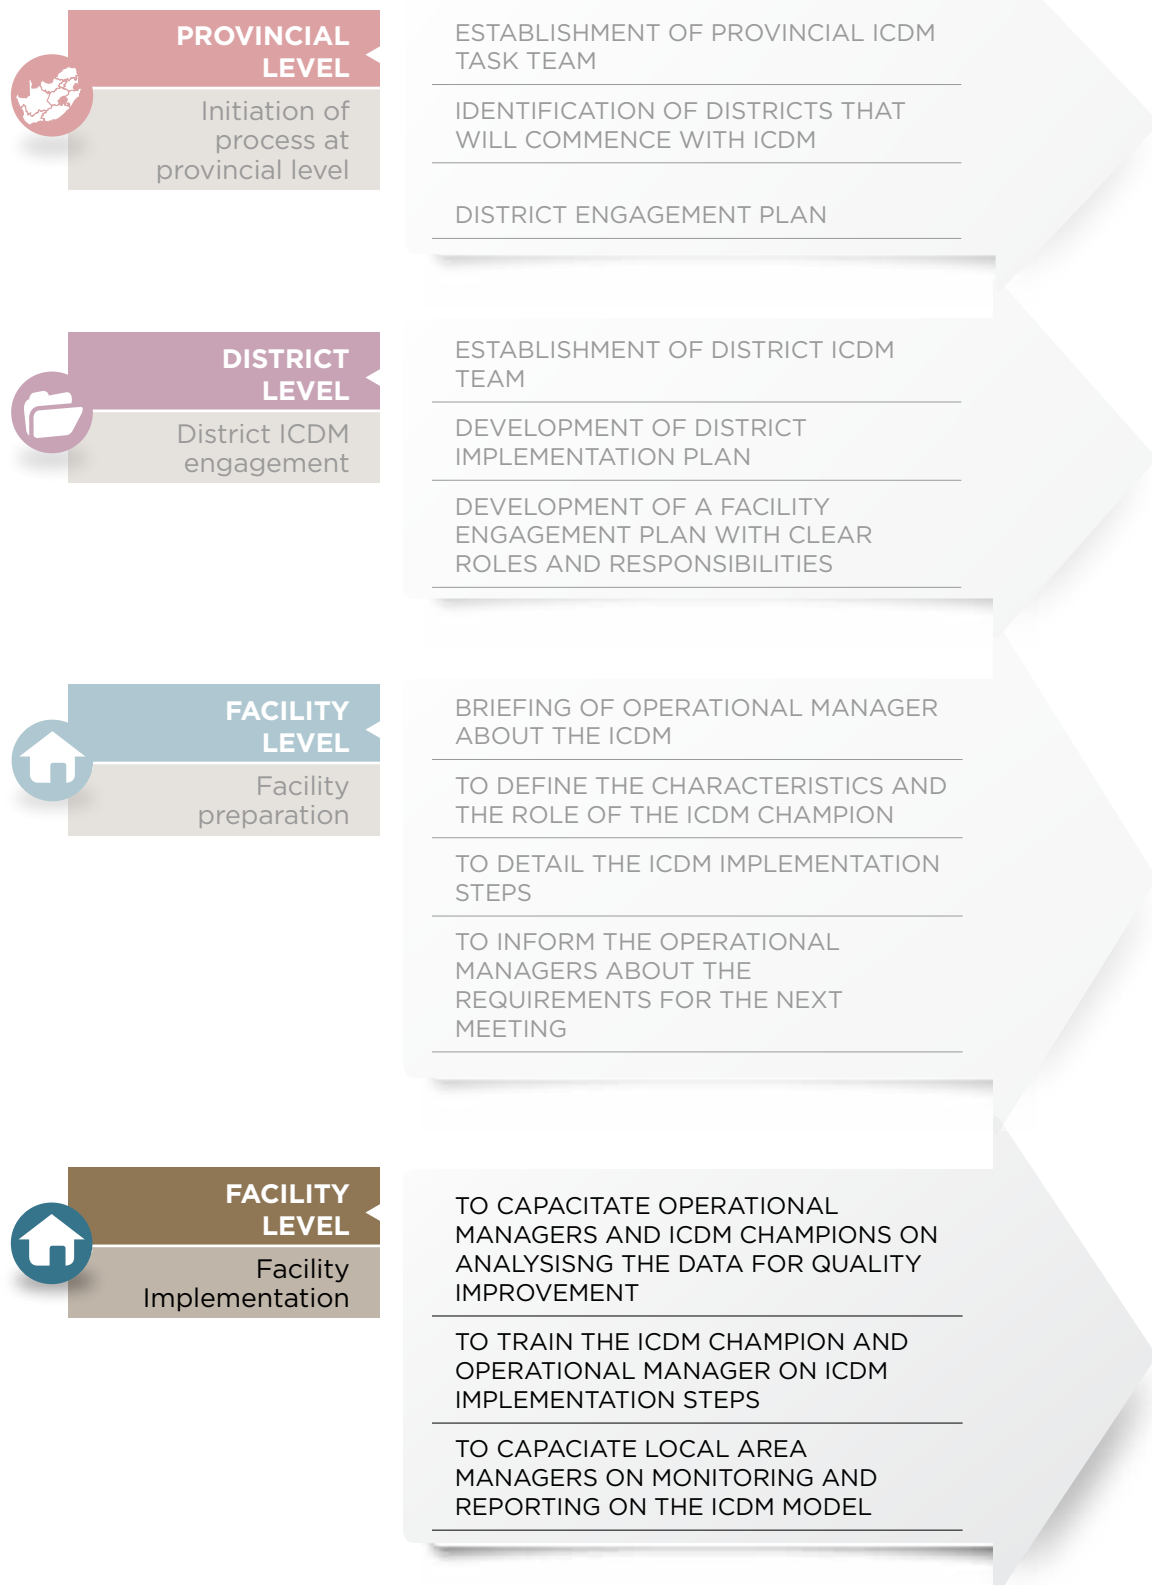 PROVINCIAL
LEVEL
Initiation of
process at
provincial level
ESTABLISHMENT OF PROVINCIAL ICDM
TASK TEAM
IDENTIFICATION OF DISTRICTS THAT
WILL COMMENCE WITH ICDM
DISTRICT ENGAGEMENT PLAN
DISTRICT
LEVEL
District ICDM
engagement
ESTABLISHMENT OF DISTRICT ICDM
TEAM
DEVELOPMENT OF DISTRICT
IMPLEMENTATION PLAN
DEVELOPMENT OF A FACILITY
ENGAGEMENT PLAN WITH CLEAR
ROLES AND RESPONSIBILITIES
FACILITY
LEVEL
Facility
preparation
BRIEFING OF OPERATIONAL MANAGER
ABOUT THE ICDM
TO DEFINE THE CHARACTERISTICS AND
THE ROLE OF THE ICDM CHAMPION
TO DETAIL THE ICDM IMPLEMENTATION
STEPS
TO INFORM THE OPERATIONAL
MANAGERS ABOUT THE
REQUIREMENTS FOR THE NEXT
MEETING
FACILITY
LEVEL
Facility
Implementation
TO CAPACITATE OPERATIONAL
MANAGERS AND ICDM CHAMPIONS ON
ANALYSISNG THE DATA FOR QUALITY
IMPROVEMENT
TO TRAIN THE ICDM CHAMPION AND
OPERATIONAL MANAGER ON ICDM
IMPLEMENTATION STEPS
TO CAPACIATE LOCAL AREA
MANAGERS ON MONITORING AND
REPORTING ON THE ICDM MODEL